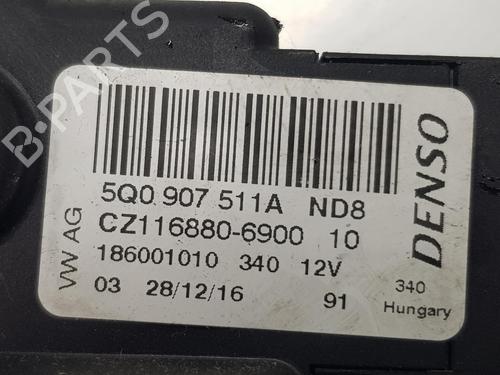 5Q0 907 511A ND8
CZ116880-6900 10
186001010 340 12V
03 28/12/16 91
VW AG
DENSO
340
Hungary
B-PARTS